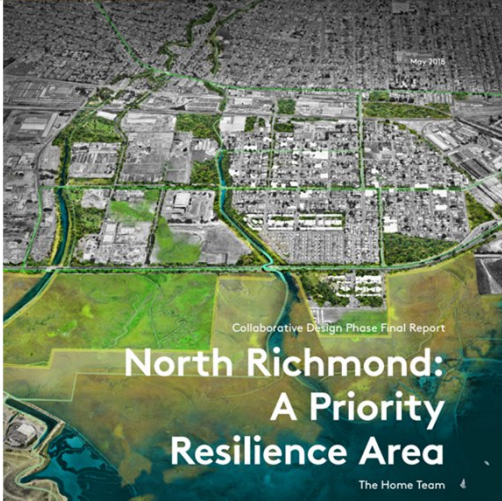 May 2018
Collaborative Design Phase Final Report
North Richmond:
A Priority
Resilience Area
The Home Team